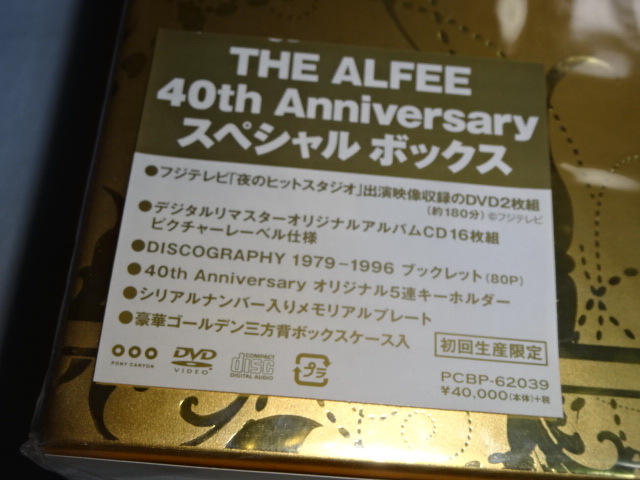 THE ALFEE
40th Anniversary
スペシャル ボックス
●フジテレビ「夜のヒットスタジオ」出演映像収録のDVD2枚組
(約180分) ©フジテレビ
●デジタルリマスターオリジナルアルバムCD16枚組
ピクチャーレーベル仕様
●DISCOGRAPHY 1979-1996 ブックレット(80P)
●40th Anniversary オリジナル5連キーホルダー
●シリアルナンバー入りメモリアルプレート
●豪華ゴールデン三方背ボックスケース入
初回生産限定
PONY CANYON
DVD
VIDEO
COMPACT
disc
DIGITAL AUDIO
プラ
PCBP-62039
¥40,000(本体)+税